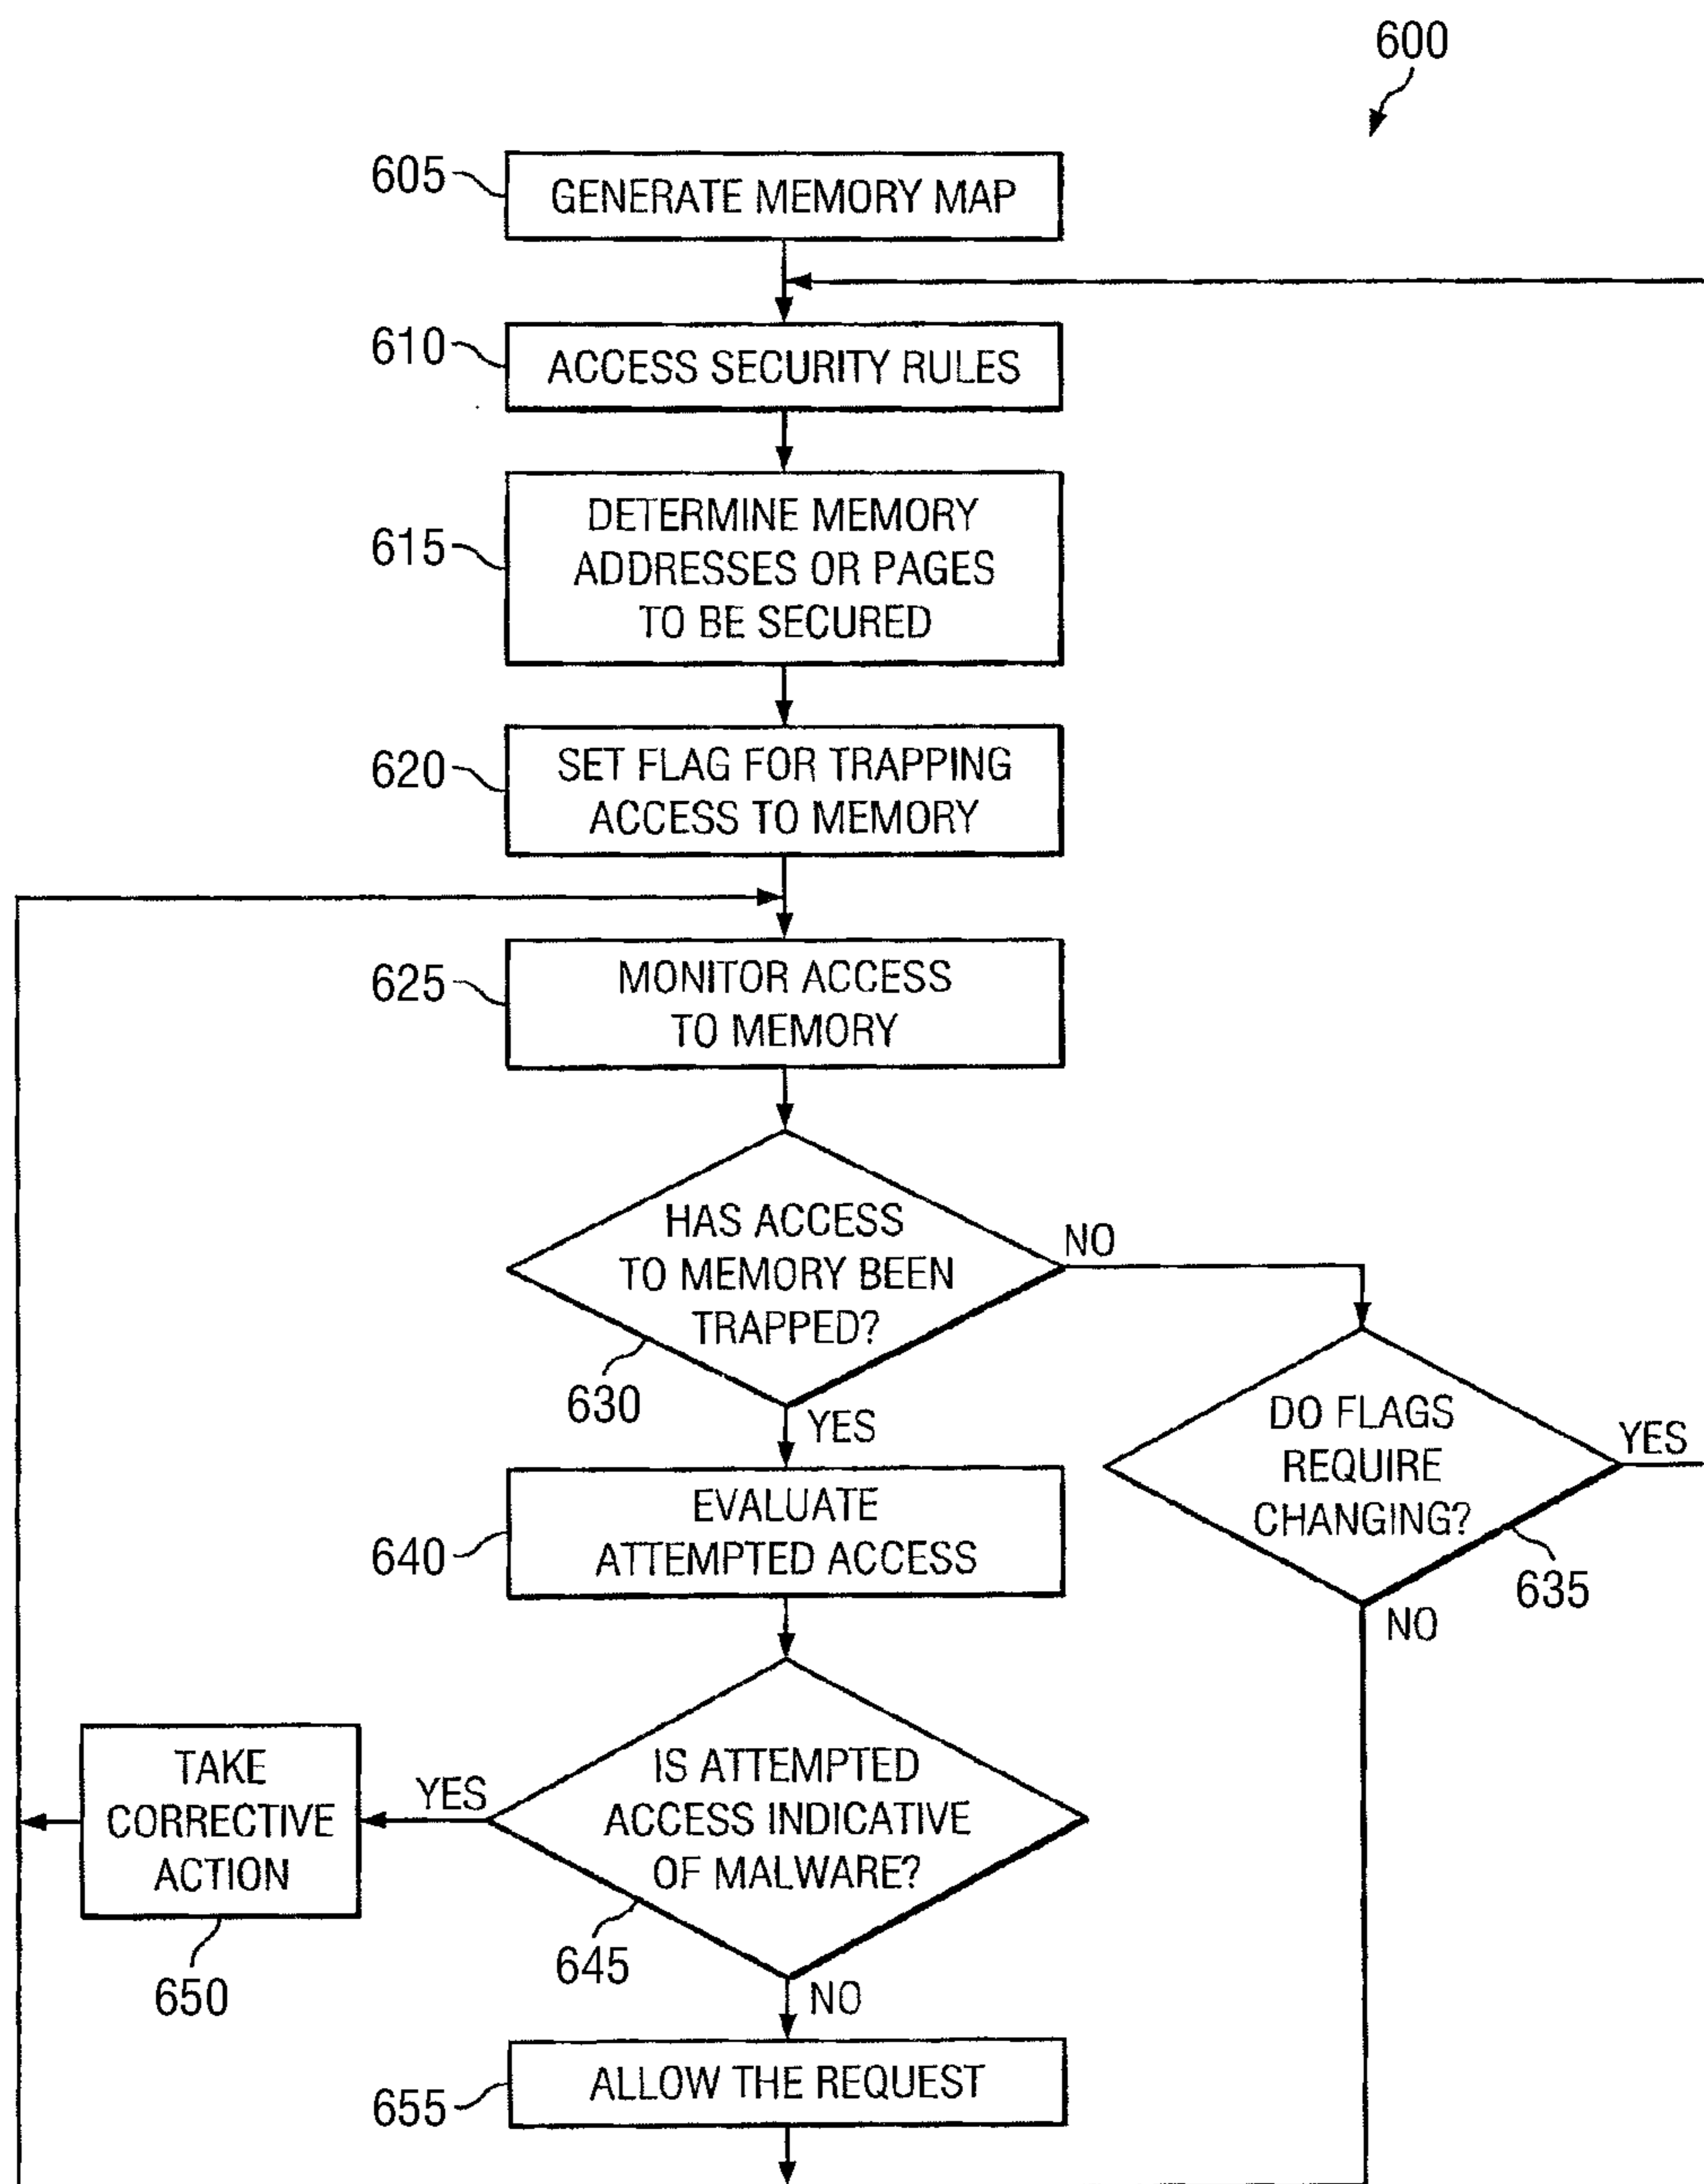 600
605
GENERATE MEMORY MAP
610
ACCESS SECURITY RULES
615
DETERMINE MEMORY
ADDRESSES OR PAGES
TO BE SECURED
620
SET FLAG FOR TRAPPING
ACCESS TO MEMORY
625
MONITOR ACCESS
TO MEMORY
HAS ACCESS
TO MEMORY BEEN
TRAPPED?
630
NO
YES
DO FLAGS
REQUIRE
CHANGING?
635
YES
NO
640
EVALUATE
ATTEMPTED ACCESS
IS ATTEMPTED
ACCESS INDICATIVE
OF MALWARE?
645
YES
TAKE
CORRECTIVE
ACTION
650
NO
655
ALLOW THE REQUEST